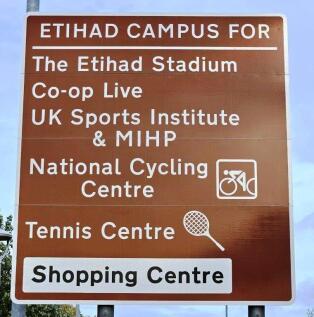 ETIHAD CAMPUS FOR
The Etihad Stadium
Co-op Live
UK Sports Institute
& MIHP
National Cycling
Centre
Tennis Centre
Shopping Centre